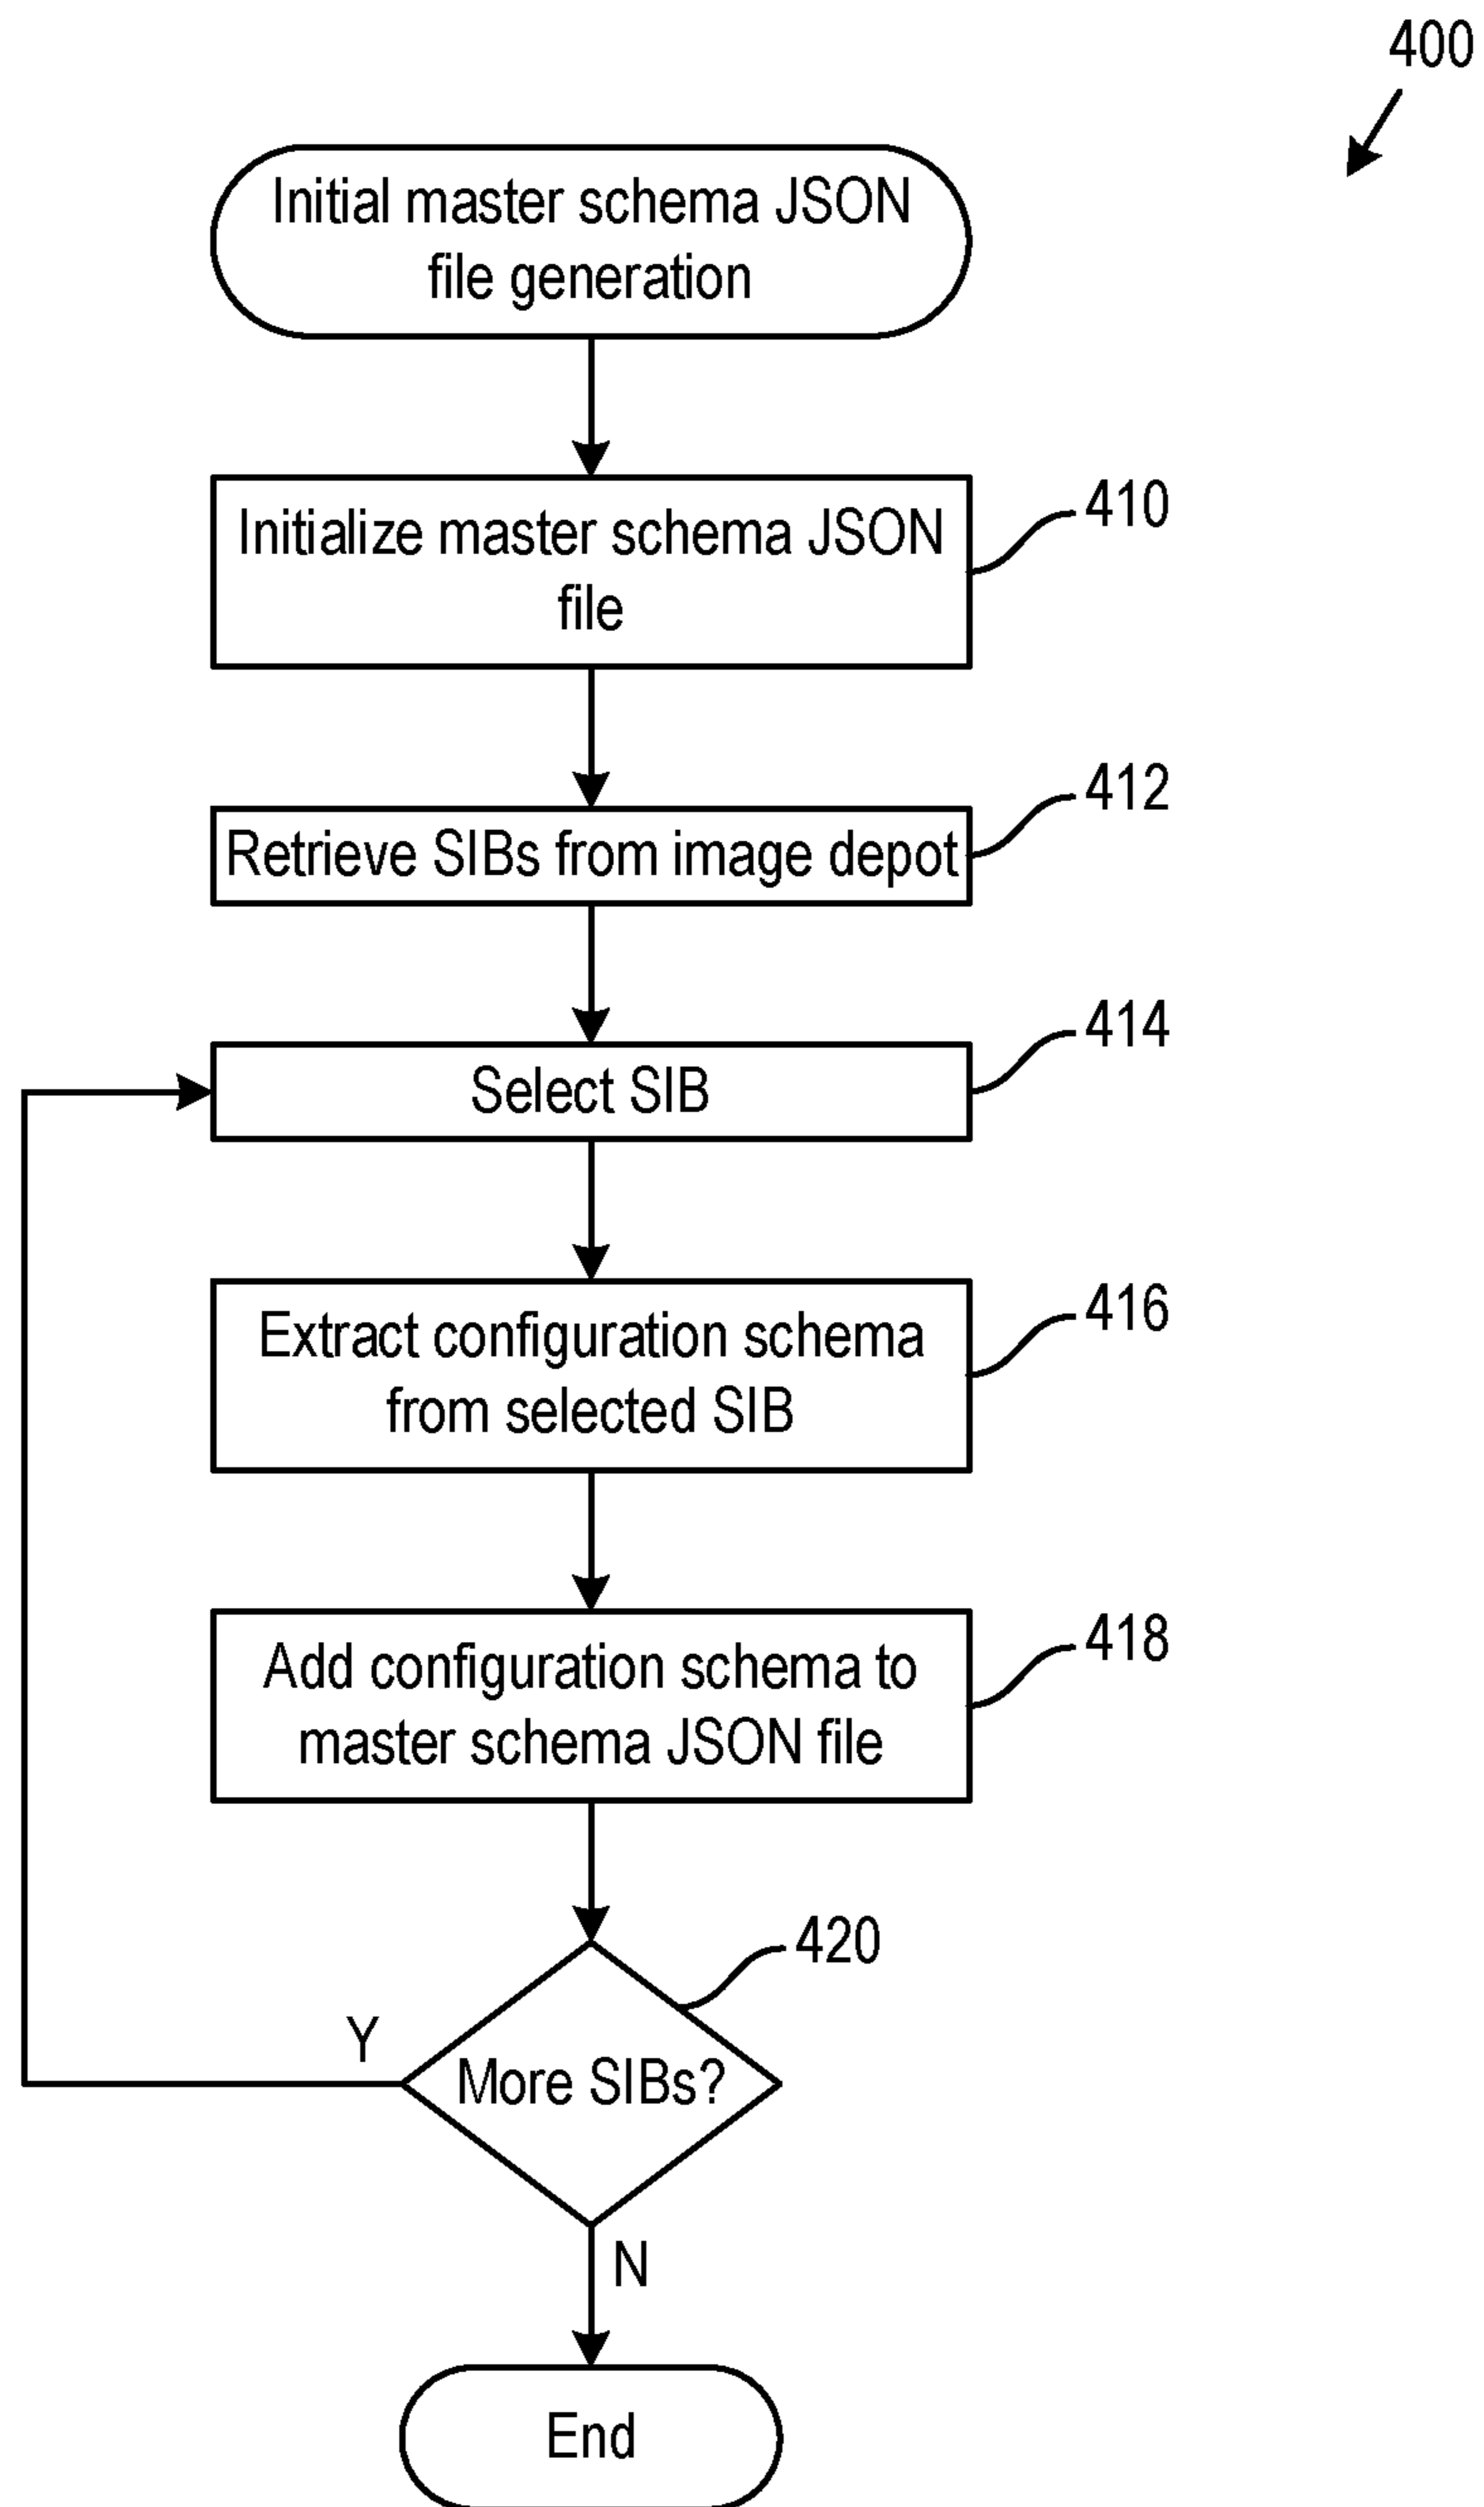 400
Initial master schema JSON
file generation
Initialize master schema JSON
file
410
Retrieve SIBs from image depot
412
Select SIB
414
Extract configuration schema
from selected SIB
416
Add configuration schema to
master schema JSON file
418
420
More SIBs?
Y
N
End